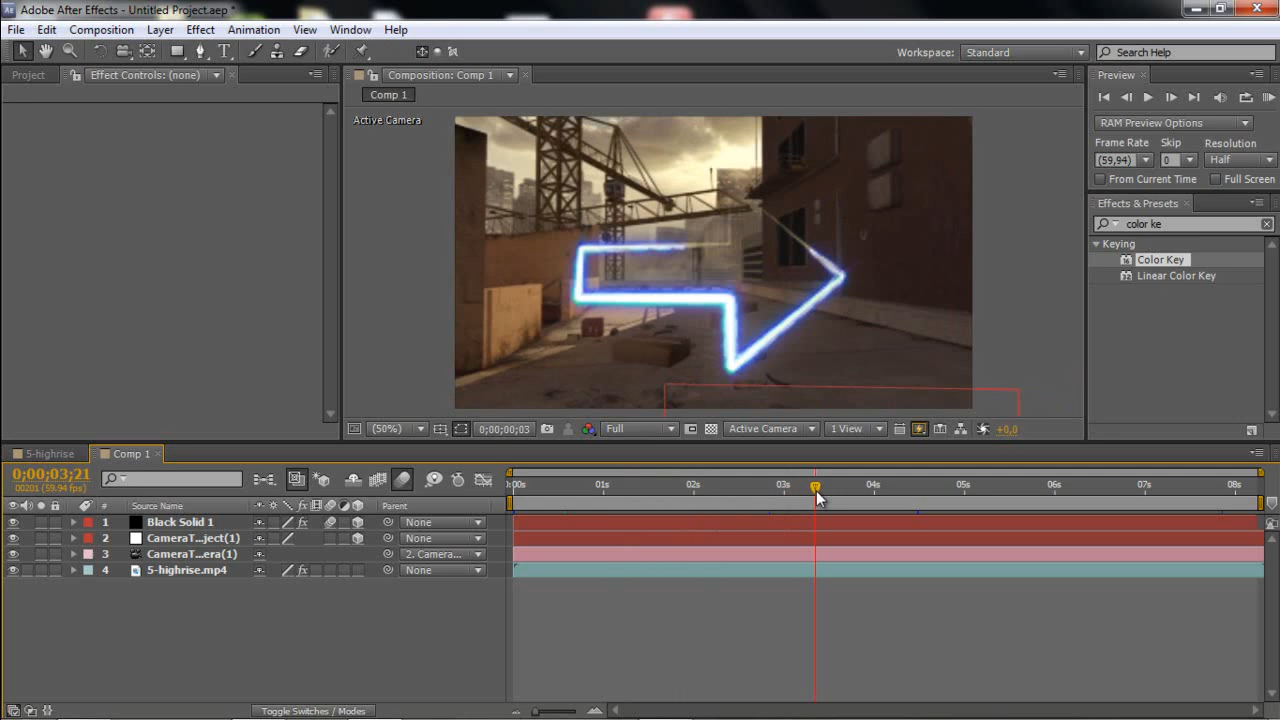 Adobe After Effects - Untitled Project.aep *
File Edit Composition Layer Effect Animation View Window Help
Workspace: Standard Search Help
Project Effect Controls: (none) Composition: Comp 1 Preview
Comp 1
Active Camera
RAM Preview Options
Frame Rate Skip Resolution
(59,94) 0 Half
From Current Time Full Screen
Effects & Presets
color ke
Keying
Color Key
Linear Color Key
(50%) 0;00;00;03 Full Active Camera 1 View +0,0
5-highrise Comp 1
0;00;03;21
00201 (59.94 fps)
0:00s 01s 02s 03s 04s 05s 06s 07s 08s
Source Name Parent
1 Black Solid 1 None
2 CameraT...ject(1) None
3 CameraT...era(1) 2. Camera...
4 5-highrise.mp4 None
Toggle Switches / Modes